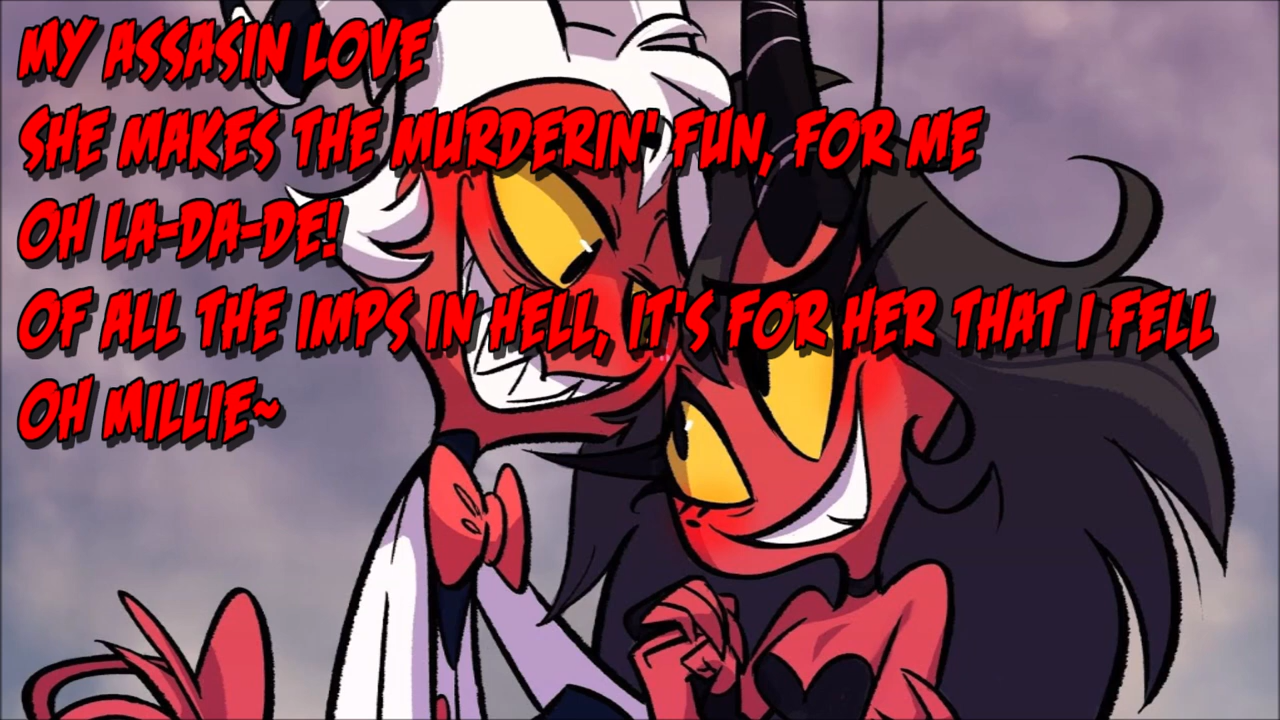 MY ASSASIN LOVE
SHE MAKES THE MURDERIN' FUN, FOR ME
OH LA-DA-DE!
OF ALL THE IMPS IN HELL, IT'S FOR HER THAT I FELL
OH MILLIE~